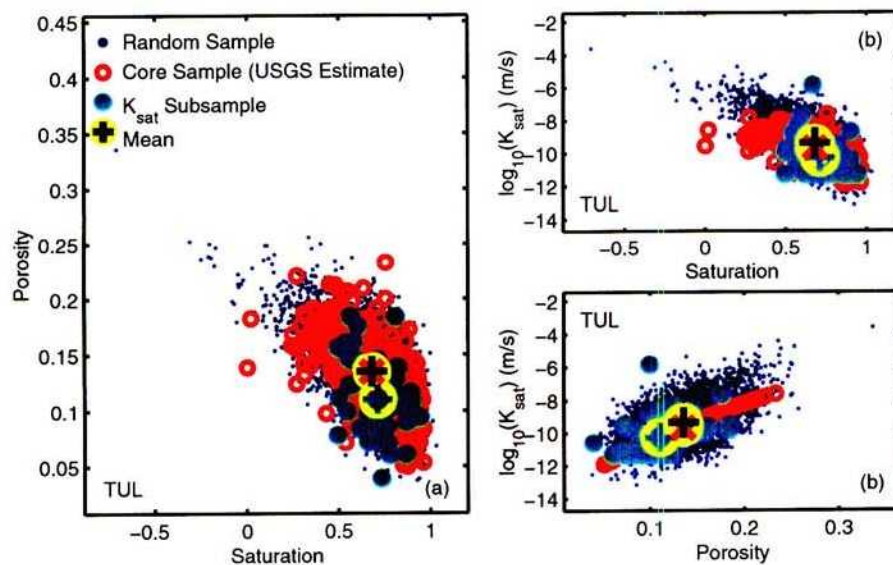 0.45
0.4
0.35
0.3
0.25
0.2
0.15
0.1
0.05
Porosity
Random Sample
Core Sample (USGS Estimate)
Ksat Subsample
Mean
TUL
(a)
−0.5
0
0.5
1
Saturation
−2
−4
−6
−8
−10
−12
−14
log10(Ksat) (m/s)
(b)
TUL
−0.5
0
0.5
1
Saturation
−2
−4
−6
−8
−10
−12
−14
log10(Ksat) (m/s)
TUL
(b)
0.1
0.2
0.3
Porosity